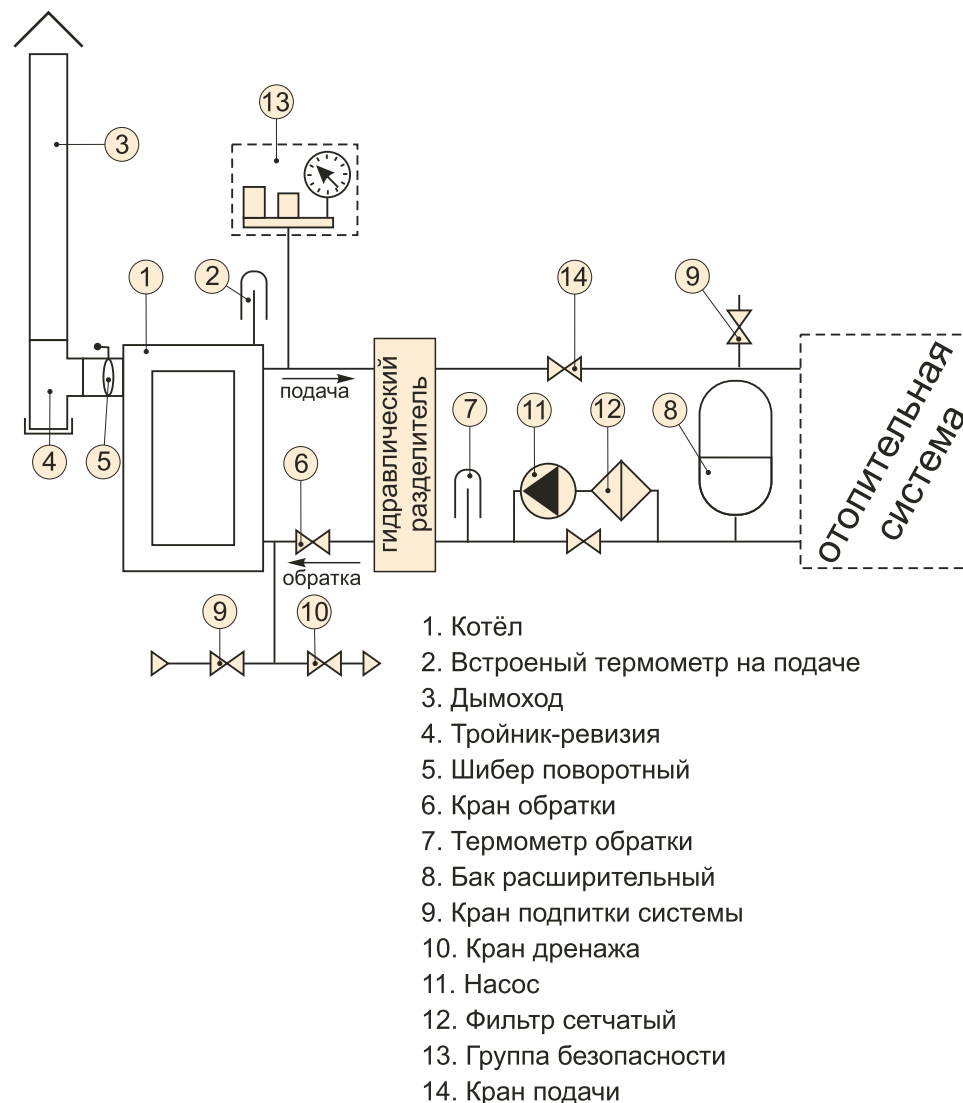 13
3
1
2
14
9
подача
гидравлический
разделитель
отопительная
система
4
5
6
7
11
12
8
обратка
9
10
1. Котёл
2. Встроеный термометр на подаче
3. Дымоход
4. Тройник-ревизия
5. Шибер поворотный
6. Кран обратки
7. Термометр обратки
8. Бак расширительный
9. Кран подпитки системы
10. Кран дренажа
11. Насос
12. Фильтр сетчатый
13. Группа безопасности
14. Кран подачи